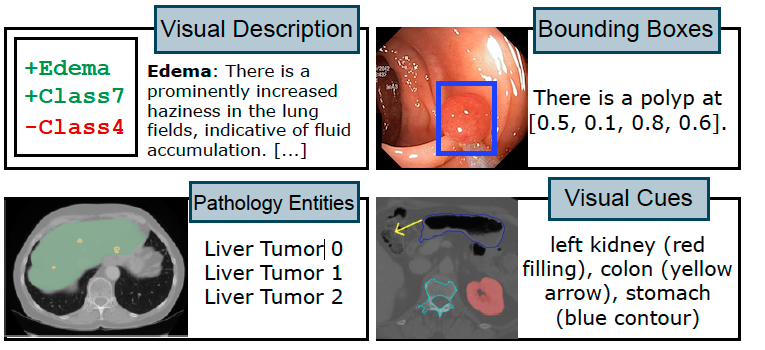 Visual Description
+Edema
+Class7
-Class4
Edema: There is a
prominently increased
haziness in the lung
fields, indicative of fluid
accumulation. [...]
Bounding Boxes
There is a polyp at
[0.5, 0.1, 0.8, 0.6].
Pathology Entities
Liver Tumor 0
Liver Tumor 1
Liver Tumor 2
Visual Cues
left kidney (red
filling), colon (yellow
arrow), stomach
(blue contour)